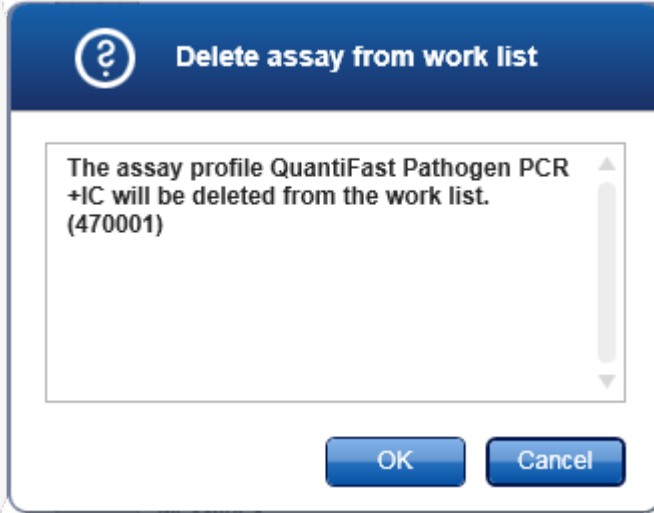 Delete assay from work list
The assay profile QuantiFast Pathogen PCR
+IC will be deleted from the work list.
(470001)
OK
Cancel